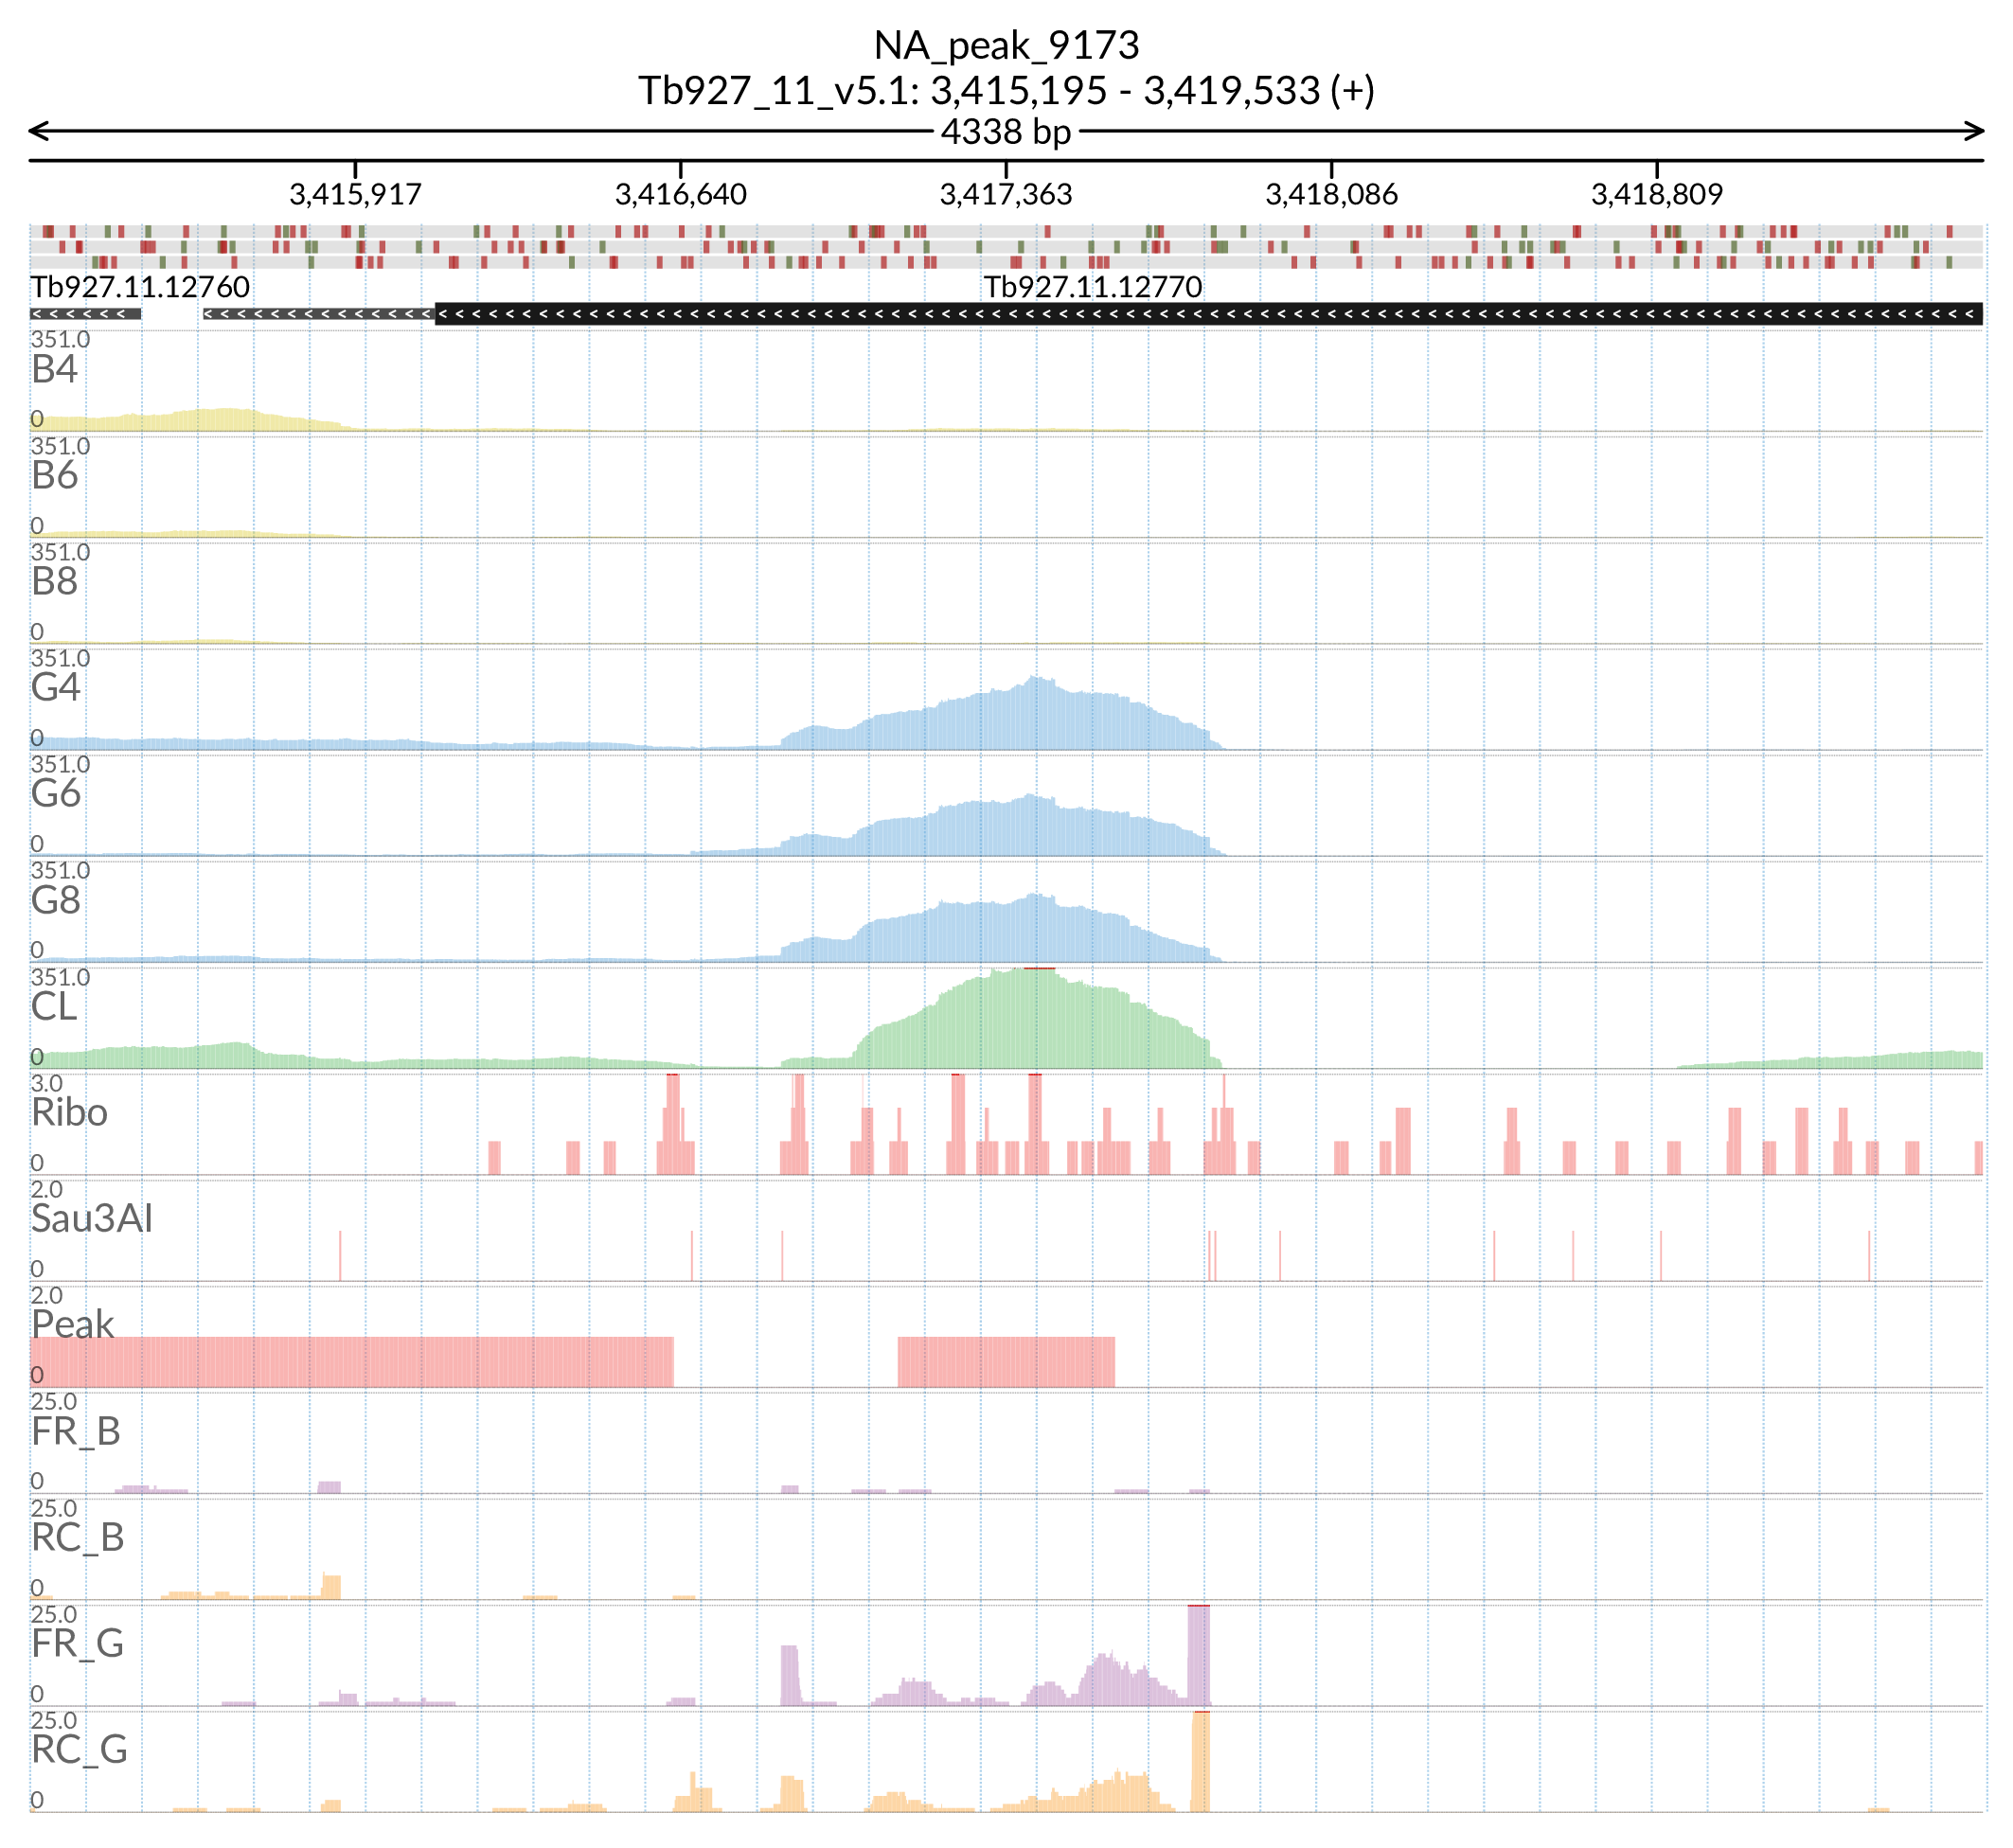 NA_peak_9173
Tb927_11_v5.1: 3,415,195 - 3,419,533 (+)
4338 bp
3,415,917 3,416,640 3,417,363 3,418,086 3,418,809
Tb927.11.12760 Tb927.11.12770
351.0
B4
0
351.0
B6
0
351.0
B8
0
351.0
G4
0
351.0
G6
0
351.0
G8
0
351.0
CL
0
3.0
Ribo
0
2.0
Sau3AI
0
2.0
Peak
0
25.0
FR_B
0
25.0
RC_B
0
25.0
FR_G
0
25.0
RC_G
0